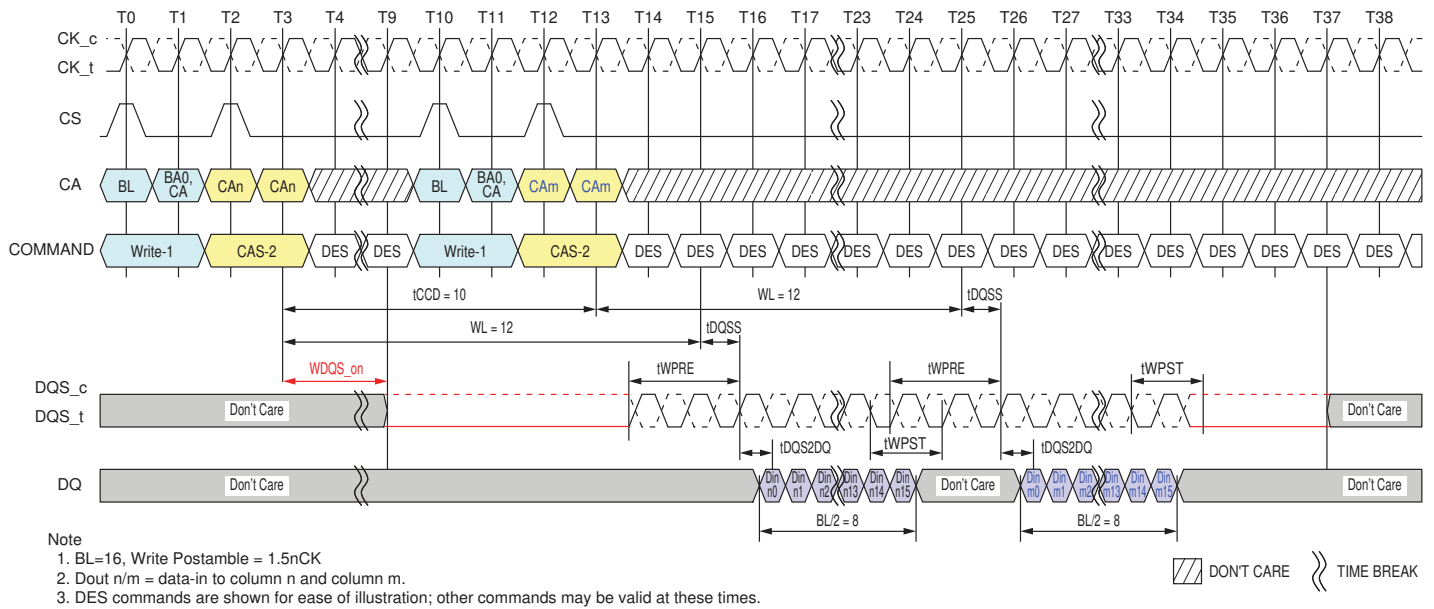 T0 T1 T2 T3 T4 T9 T10 T11 T12 T13 T14 T15 T16 T17 T23 T24 T25 T26 T27 T33 T34 T35 T36 T37 T38
CK_c
CK_t
CS
CA BL BA0, CA CAn CAn BL BA0, CA CAm CAm
COMMAND Write-1 CAS-2 DES DES Write-1 CAS-2 DES DES DES DES DES DES DES DES DES DES DES DES DES DES DES
tCCD = 10 WL = 12 tDQSS
WL = 12 tDQSS
WDQS_on tWPRE tWPRE tWPST
DQS_c
DQS_t Don't Care Don't Care
tDQS2DQ tWPST tDQS2DQ
DQ Don't Care Din n0 Din n1 Din n2 Din n13 Din n14 Din n15 Don't Care Din m0 Din m1 Din m2 Din m13 Din m14 Din m15 Don't Care
BL/2 = 8 BL/2 = 8
Note
1. BL=16, Write Postamble = 1.5nCK
2. Dout n/m = data-in to column n and column m.
3. DES commands are shown for ease of illustration; other commands may be valid at these times.
DON'T CARE TIME BREAK